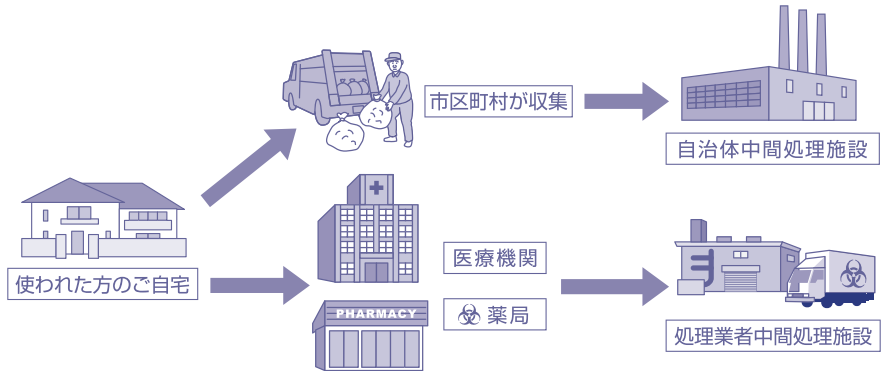 市区町村が収集
自治体中間処理施設
使われた方のご自宅
医療機関
PHARMACY
薬局
処理業者中間処理施設